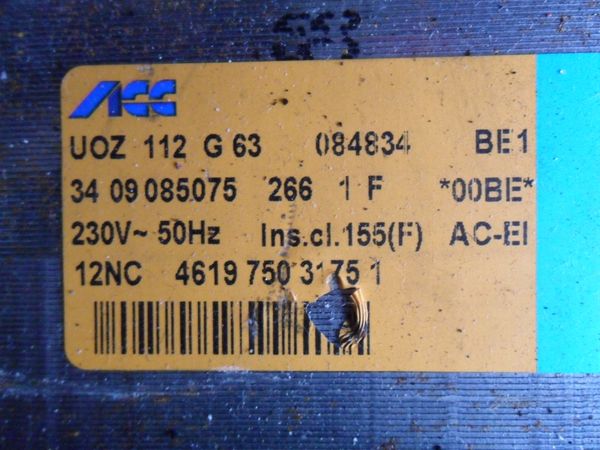 ACC
UOZ 112 G 63 084834 BE1
34 09 085075 266 1 F *00BE*
230V~ 50Hz Ins.cl.155(F) AC-EI
12NC 4619 750 3175 1